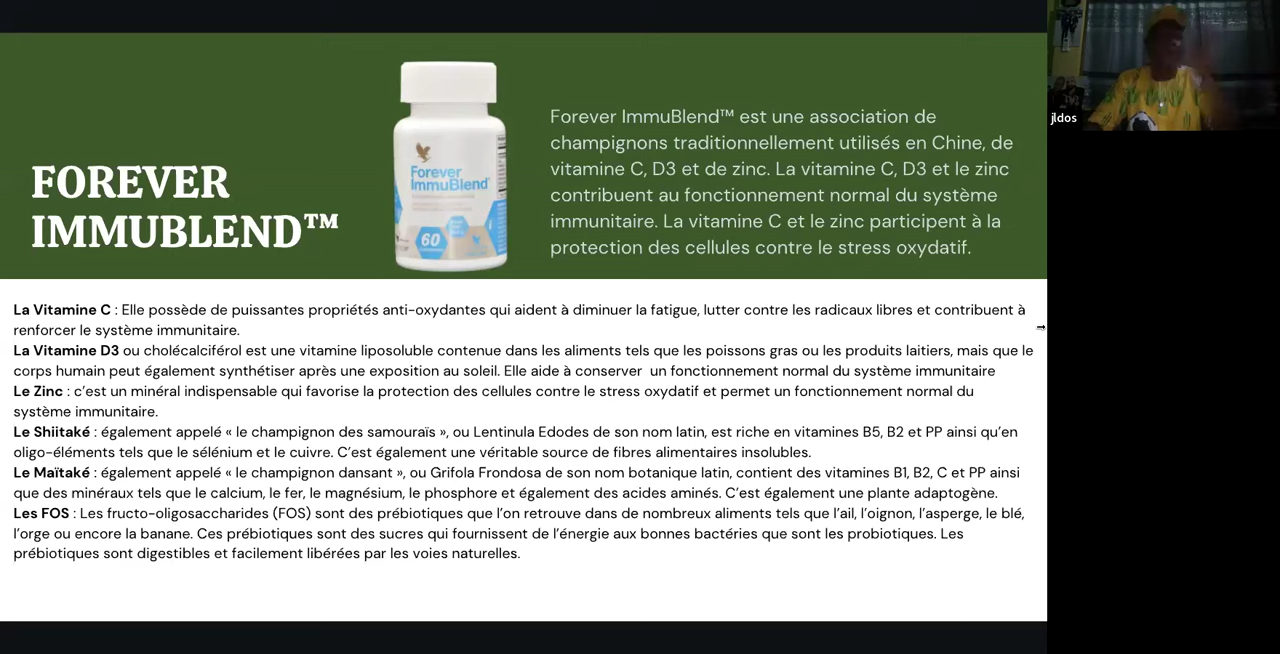 FOREVER
IMMUBLEND™
Forever
ImmuBlend
60
Forever ImmuBlend™ est une association de
champignons traditionnellement utilisés en Chine, de
vitamine C, D3 et de zinc. La vitamine C, D3 et le zinc
contribuent au fonctionnement normal du système
immunitaire. La vitamine C et le zinc participent à la
protection des cellules contre le stress oxydatif.
jldos
La Vitamine C : Elle possède de puissantes propriétés anti-oxydantes qui aident à diminuer la fatigue, lutter contre les radicaux libres et contribuent à
renforcer le système immunitaire.
La Vitamine D3 ou cholécalciférol est une vitamine liposoluble contenue dans les aliments tels que les poissons gras ou les produits laitiers, mais que le
corps humain peut également synthétiser après une exposition au soleil. Elle aide à conserver  un fonctionnement normal du système immunitaire
Le Zinc : c’est un minéral indispensable qui favorise la protection des cellules contre le stress oxydatif et permet un fonctionnement normal du
système immunitaire.
Le Shiitaké : également appelé « le champignon des samouraïs », ou Lentinula Edodes de son nom latin, est riche en vitamines B5, B2 et PP ainsi qu’en
oligo-éléments tels que le sélénium et le cuivre. C’est également une véritable source de fibres alimentaires insolubles.
Le Maïtaké : également appelé « le champignon dansant », ou Grifola Frondosa de son nom botanique latin, contient des vitamines B1, B2, C et PP ainsi
que des minéraux tels que le calcium, le fer, le magnésium, le phosphore et également des acides aminés. C’est également une plante adaptogène.
Les FOS : Les fructo-oligosaccharides (FOS) sont des prébiotiques que l’on retrouve dans de nombreux aliments tels que l’ail, l’oignon, l’asperge, le blé,
l’orge ou encore la banane. Ces prébiotiques sont des sucres qui fournissent de l’énergie aux bonnes bactéries que sont les probiotiques. Les
prébiotiques sont digestibles et facilement libérées par les voies naturelles.